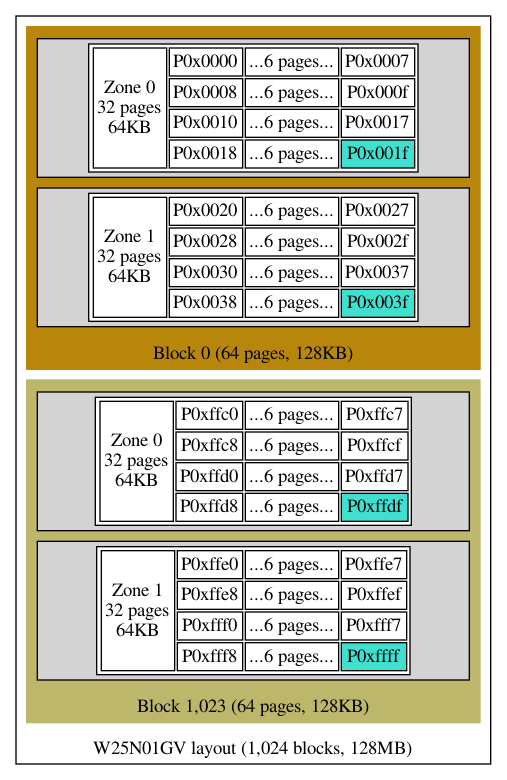 Zone 0
32 pages
64KB
P0x0000 ...6 pages... P0x0007
P0x0008 ...6 pages... P0x000f
P0x0010 ...6 pages... P0x0017
P0x0018 ...6 pages... P0x001f
Zone 1
32 pages
64KB
P0x0020 ...6 pages... P0x0027
P0x0028 ...6 pages... P0x002f
P0x0030 ...6 pages... P0x0037
P0x0038 ...6 pages... P0x003f
Block 0 (64 pages, 128KB)
Zone 0
32 pages
64KB
P0xffc0 ...6 pages... P0xffc7
P0xffc8 ...6 pages... P0xffcf
P0xffd0 ...6 pages... P0xffd7
P0xffd8 ...6 pages... P0xffdf
Zone 1
32 pages
64KB
P0xffe0 ...6 pages... P0xffe7
P0xffe8 ...6 pages... P0xffef
P0xfff0 ...6 pages... P0xfff7
P0xfff8 ...6 pages... P0xffff
Block 1,023 (64 pages, 128KB)
W25N01GV layout (1,024 blocks, 128MB)